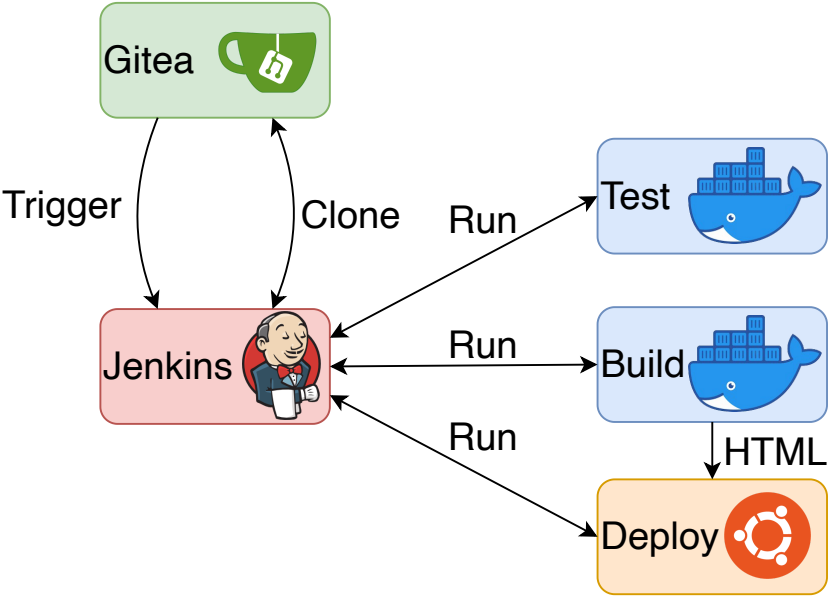 Gitea
Trigger
Clone
Run
Test
Jenkins
Run
Build
Run
HTML
Deploy